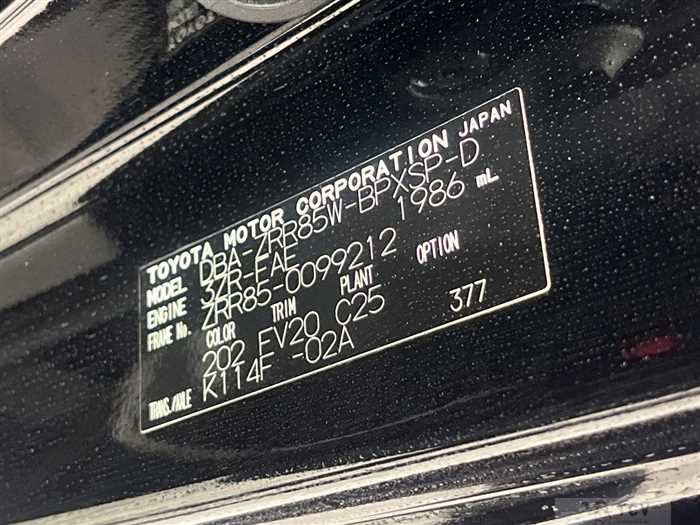 TOYOTA MOTOR CORPORATION JAPAN
MODEL DBA-ZRR85W-BPXSP-D
ENGINE 3ZR-FAE 1986 mL
FRAME No. ZRR85-0099212
COLOR TRIM PLANT OPTION
202 FV20 C25 377
TRANS./AXLE K114F -02A